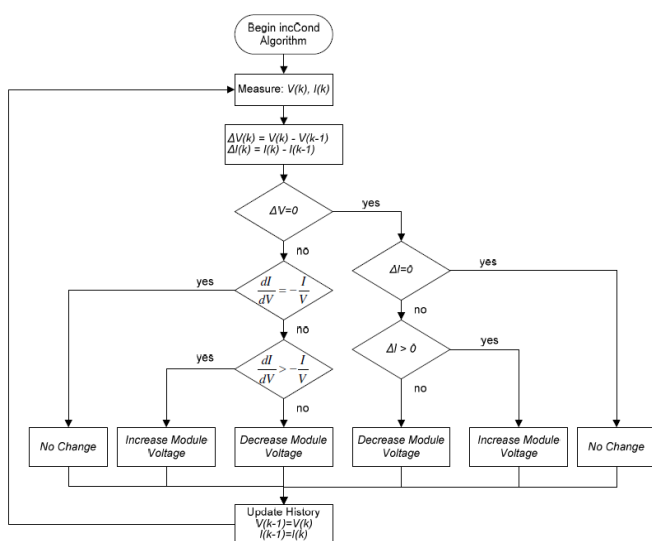 Begin incCond
Algorithm
Measure: V(k), I(k)
ΔV(k) = V(k) - V(k-1)
ΔI(k) = I(k) - I(k-1)
ΔV=0
yes
no
dI/dV = -I/V
yes
no
ΔI=0
yes
no
dI/dV > -I/V
yes
no
ΔI > 0
yes
no
No Change
Increase Module
Voltage
Decrease Module
Voltage
Decrease Module
Voltage
Increase Module
Voltage
No Change
Update History
V(k-1)=V(k)
I(k-1)=I(k)